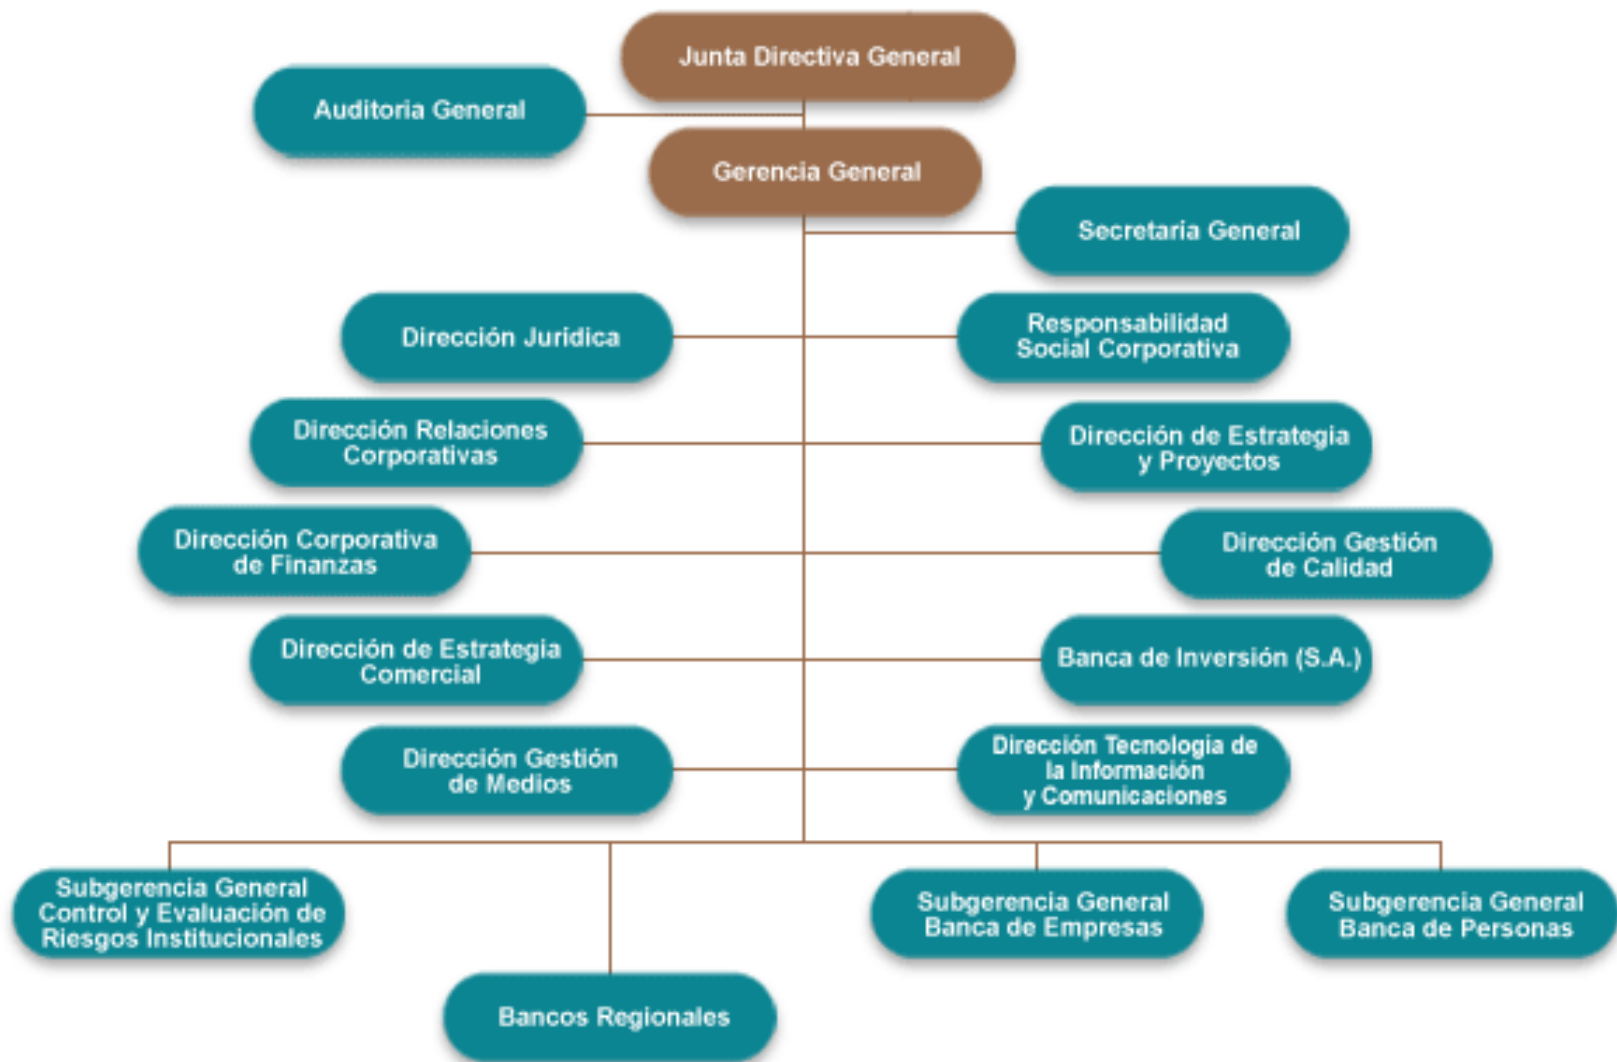 Junta Directiva General
Auditoria General
Gerencia General
Secretaria General
Dirección Jurídica
Responsabilidad
Social Corporativa
Dirección Relaciones
Corporativas
Dirección de Estrategia
y Proyectos
Dirección Corporativa
de Finanzas
Dirección Gestión
de Calidad
Dirección de Estrategia
Comercial
Banca de Inversión (S.A.)
Dirección Gestión
de Medios
Dirección Tecnología de
la Información
y Comunicaciones
Subgerencia General
Control y Evaluación de
Riesgos Institucionales
Bancos Regionales
Subgerencia General
Banca de Empresas
Subgerencia General
Banca de Personas